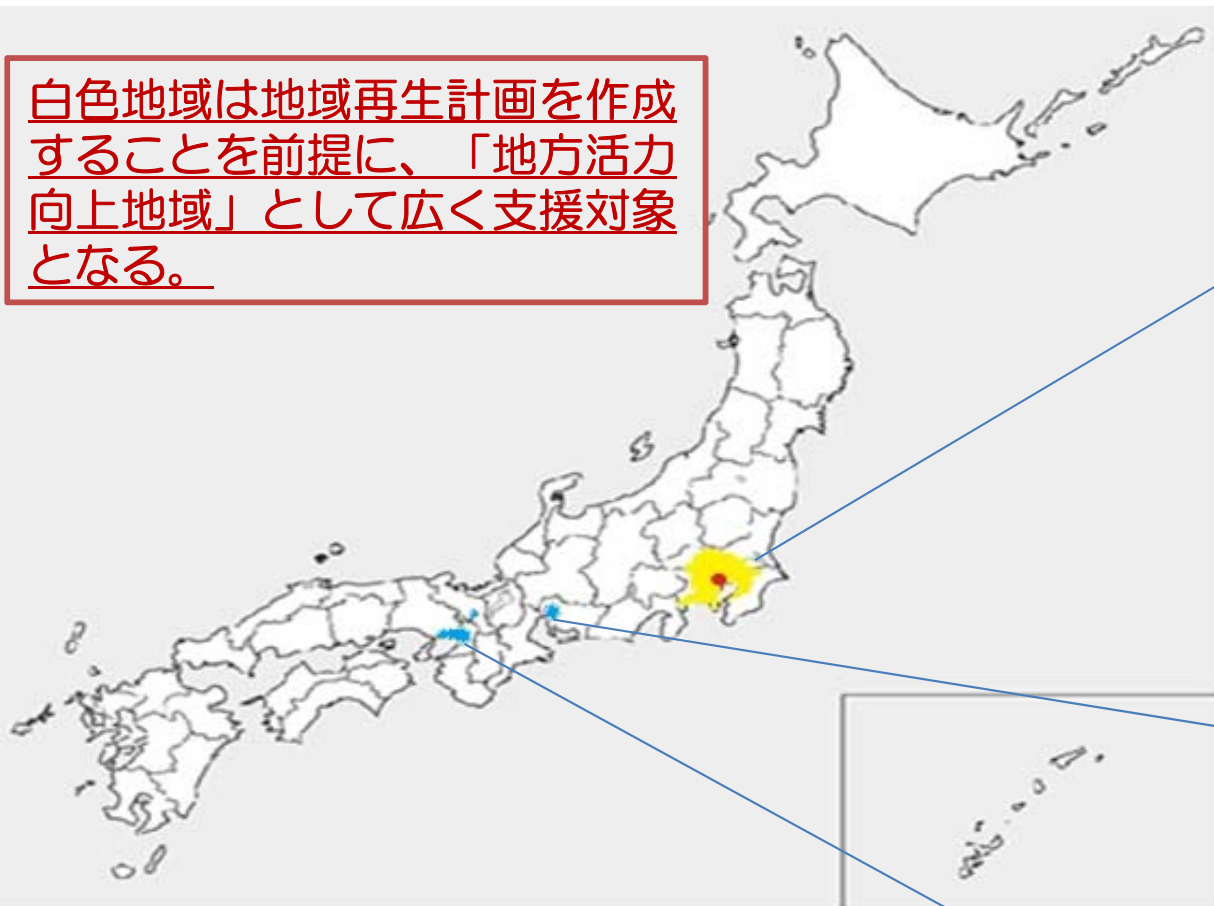 白色地域は地域再生計画を作成
することを前提に、「地方活力
向上地域」として広く支援対象
となる。